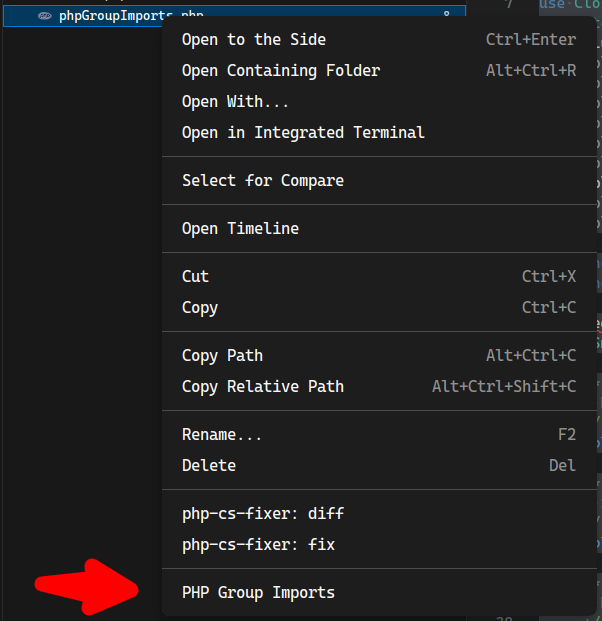 phpGroupImports.php
8
7
use Clo
Open to the Side Ctrl+Enter
Open Containing Folder Alt+Ctrl+R
Open With...
Open in Integrated Terminal
Select for Compare
Open Timeline
Cut Ctrl+X
Copy Ctrl+C
Copy Path Alt+Ctrl+C
Copy Relative Path Alt+Ctrl+Shift+C
Rename... F2
Delete Del
php-cs-fixer: diff
php-cs-fixer: fix
PHP Group Imports